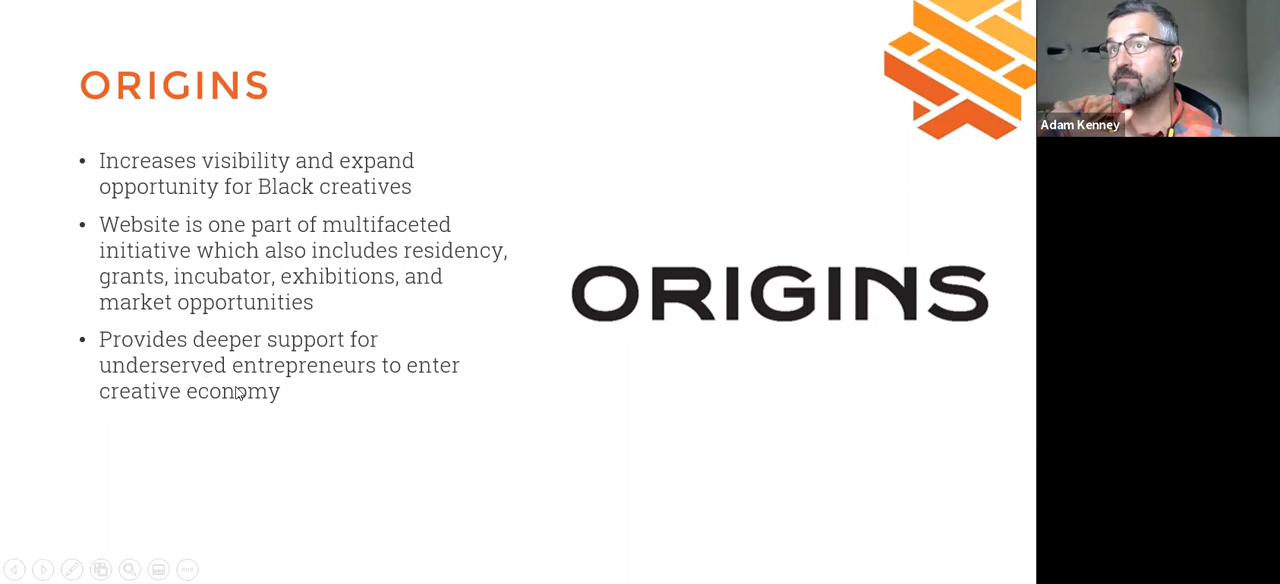 ORIGINS
Adam Kenney
• Increases visibility and expand
opportunity for Black creatives
• Website is one part of multifaceted
initiative which also includes residency,
grants, incubator, exhibitions, and
market opportunities
• Provides deeper support for
underserved entrepreneurs to enter
creative economy
ORIGINS